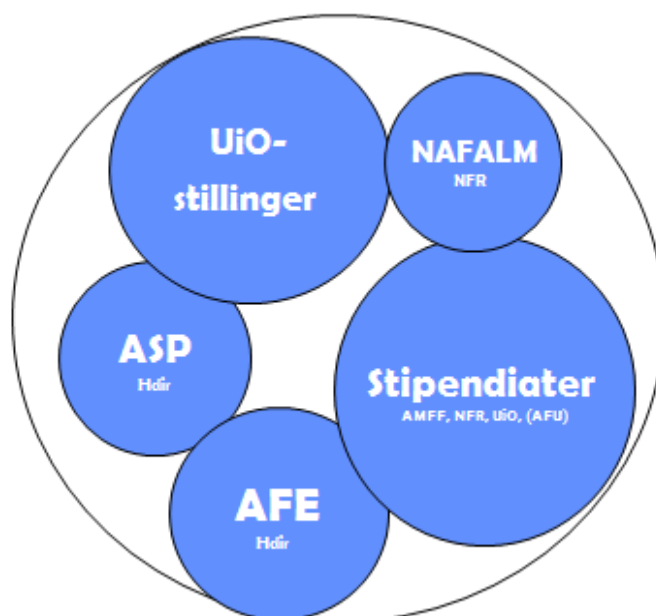 UiO-
stillinger
NAFALM
NFR
ASP
Hdir
Stipendiater
AMFF, NFR, UiO, (AFU)
AFE
Hdir